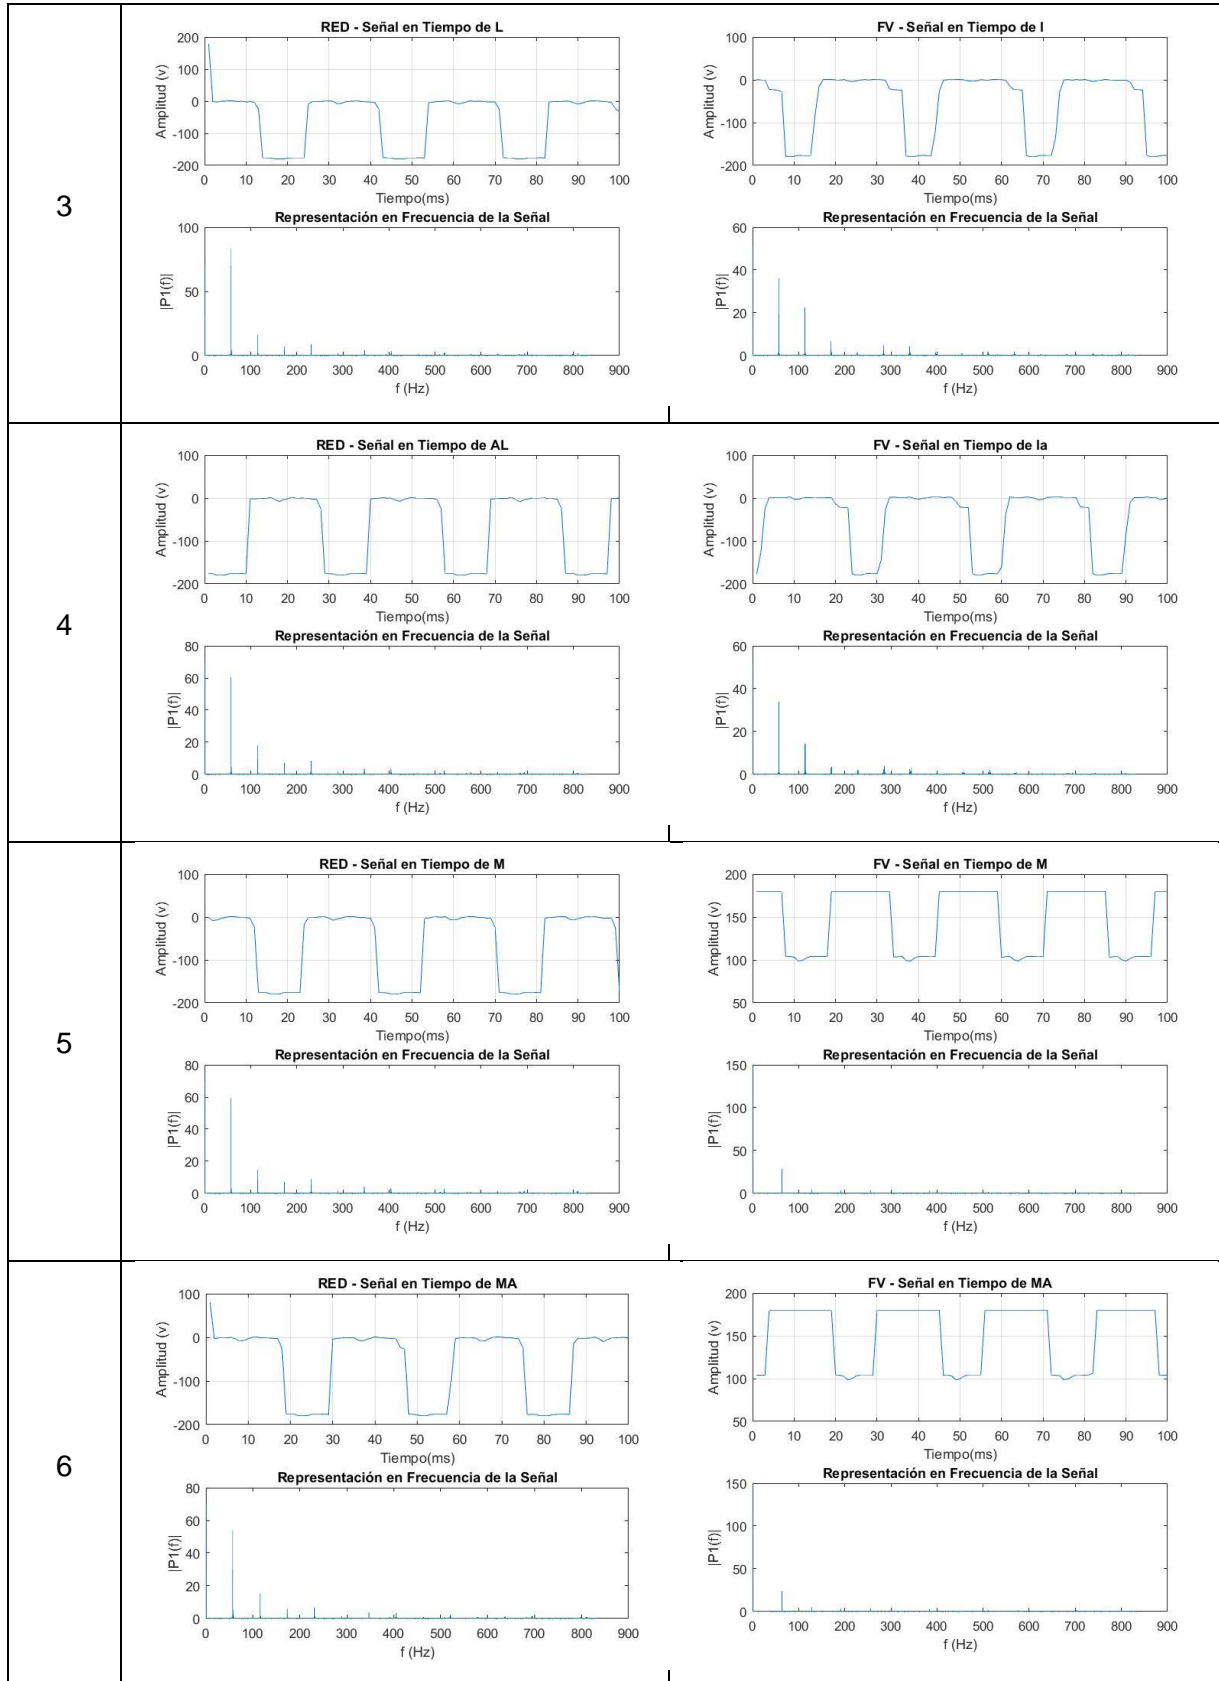 3
RED - Señal en Tiempo de L
Amplitud (v)
200
100
0
-100
-200
0 10 20 30 40 50 60 70 80 90 100
Tiempo(ms)
Representación en Frecuencia de la Señal
|P1(f)|
100
50
0
0 100 200 300 400 500 600 700 800 900
f (Hz)
FV - Señal en Tiempo de I
Amplitud (v)
100
0
-100
-200
0 10 20 30 40 50 60 70 80 90 100
Tiempo(ms)
Representación en Frecuencia de la Señal
|P1(f)|
60
40
20
0
0 100 200 300 400 500 600 700 800 900
f (Hz)
4
RED - Señal en Tiempo de AL
Amplitud (v)
100
0
-100
-200
0 10 20 30 40 50 60 70 80 90 100
Tiempo(ms)
Representación en Frecuencia de la Señal
|P1(f)|
80
60
40
20
0
0 100 200 300 400 500 600 700 800 900
f (Hz)
FV - Señal en Tiempo de Ia
Amplitud (v)
100
0
-100
-200
0 10 20 30 40 50 60 70 80 90 100
Tiempo(ms)
Representación en Frecuencia de la Señal
|P1(f)|
60
40
20
0
0 100 200 300 400 500 600 700 800 900
f (Hz)
5
RED - Señal en Tiempo de M
Amplitud (v)
100
0
-100
-200
0 10 20 30 40 50 60 70 80 90 100
Tiempo(ms)
Representación en Frecuencia de la Señal
|P1(f)|
80
60
40
20
0
0 100 200 300 400 500 600 700 800 900
f (Hz)
FV - Señal en Tiempo de M
Amplitud (v)
200
150
100
50
0 10 20 30 40 50 60 70 80 90 100
Tiempo(ms)
Representación en Frecuencia de la Señal
|P1(f)|
150
100
50
0
0 100 200 300 400 500 600 700 800 900
f (Hz)
6
RED - Señal en Tiempo de MA
Amplitud (v)
100
0
-100
-200
0 10 20 30 40 50 60 70 80 90 100
Tiempo(ms)
Representación en Frecuencia de la Señal
|P1(f)|
80
60
40
20
0
0 100 200 300 400 500 600 700 800 900
f (Hz)
FV - Señal en Tiempo de MA
Amplitud (v)
200
150
100
50
0 10 20 30 40 50 60 70 80 90 100
Tiempo(ms)
Representación en Frecuencia de la Señal
|P1(f)|
150
100
50
0
0 100 200 300 400 500 600 700 800 900
f (Hz)